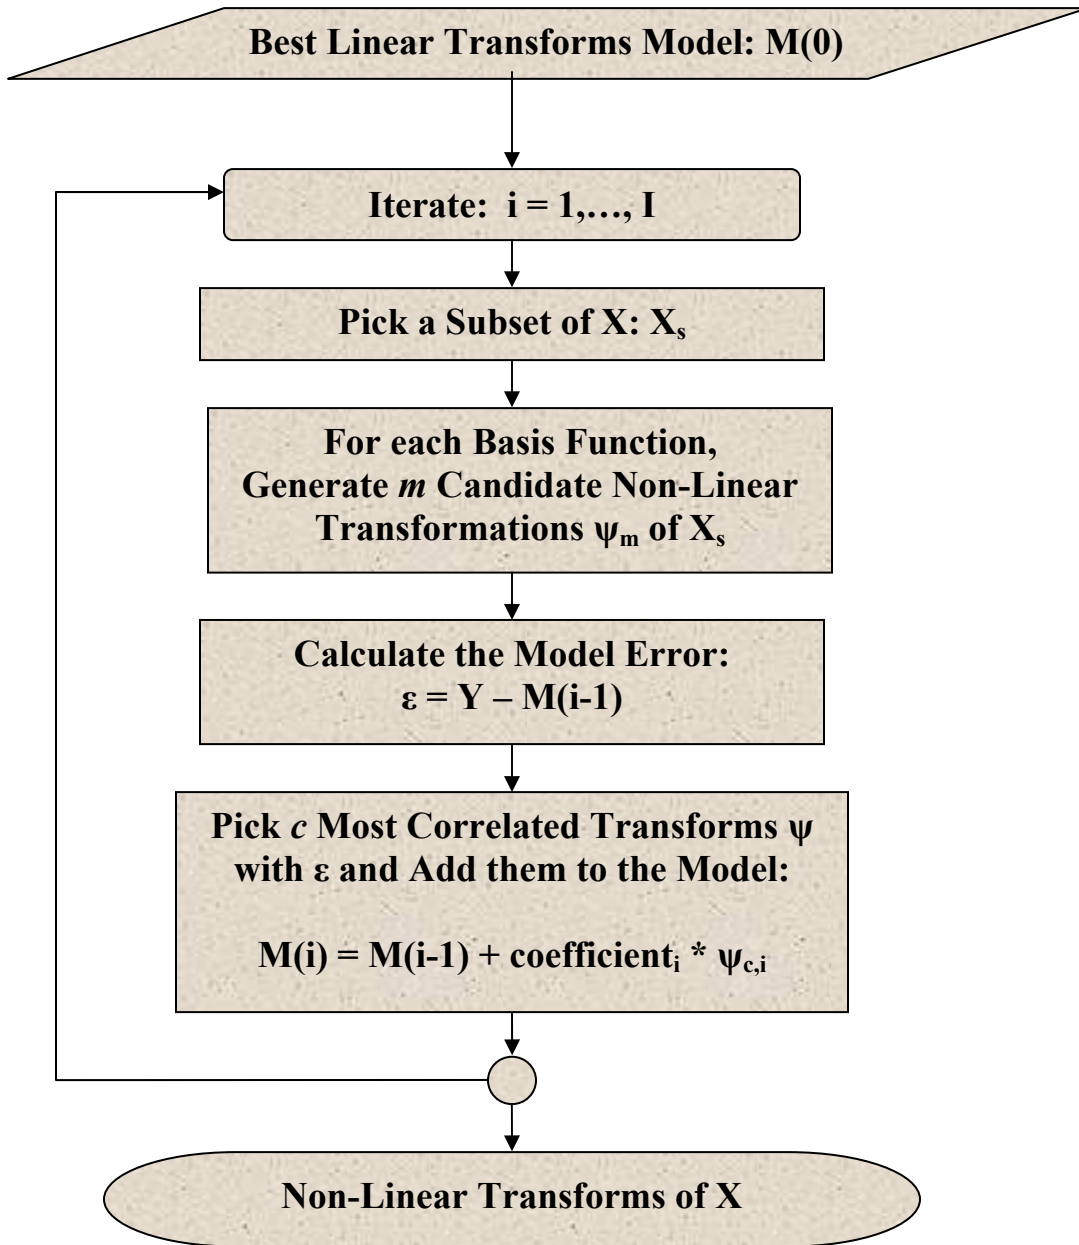 Best Linear Transforms Model: M(0)
Iterate:  i = 1,…, I
Pick a Subset of X: Xₛ
For each Basis Function,
Generate m Candidate Non-Linear
Transformations ψₘ of Xₛ
Calculate the Model Error:
ε = Y – M(i-1)
Pick c Most Correlated Transforms ψ
with ε and Add them to the Model:
M(i) = M(i-1) + coefficientᵢ * ψ_c,i
Non-Linear Transforms of X